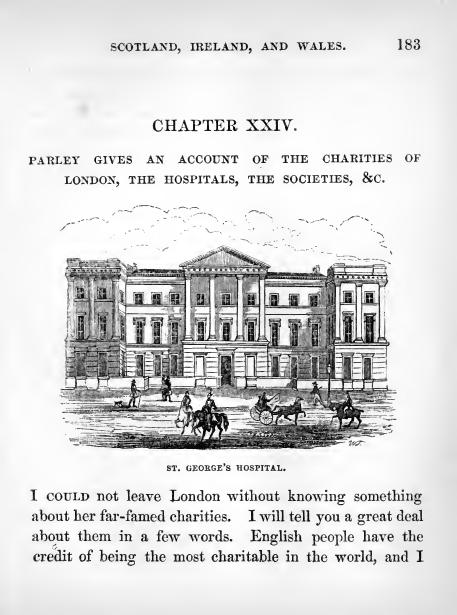 SCOTLAND, IRELAND, AND WALES. 183
CHAPTER XXIV.
PARLEY GIVES AN ACCOUNT OF THE CHARITIES OF
LONDON, THE HOSPITALS, THE SOCIETIES, &C.
ST. GEORGE'S HOSPITAL.
I COULD not leave London without knowing something
about her far-famed charities. I will tell you a great deal
about them in a few words. English people have the
credit of being the most charitable in the world, and I